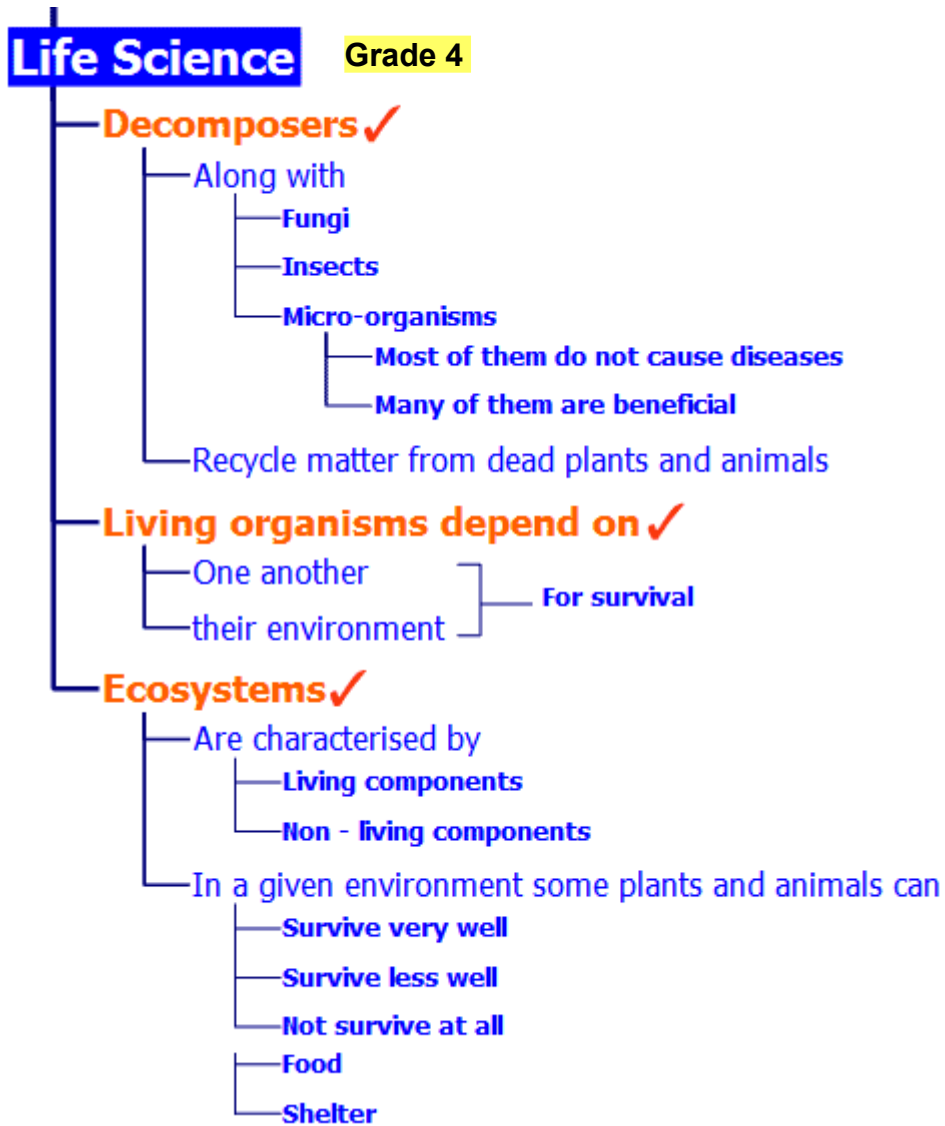 Life Science Grade 4
Decomposers
Along with
Fungi
Insects
Micro-organisms
Most of them do not cause diseases
Many of them are beneficial
Recycle matter from dead plants and animals
Living organisms depend on
One another
For survival
their environment
Ecosystems
Are characterised by
Living components
Non - living components
In a given environment some plants and animals can
Survive very well
Survive less well
Not survive at all
Food
Shelter